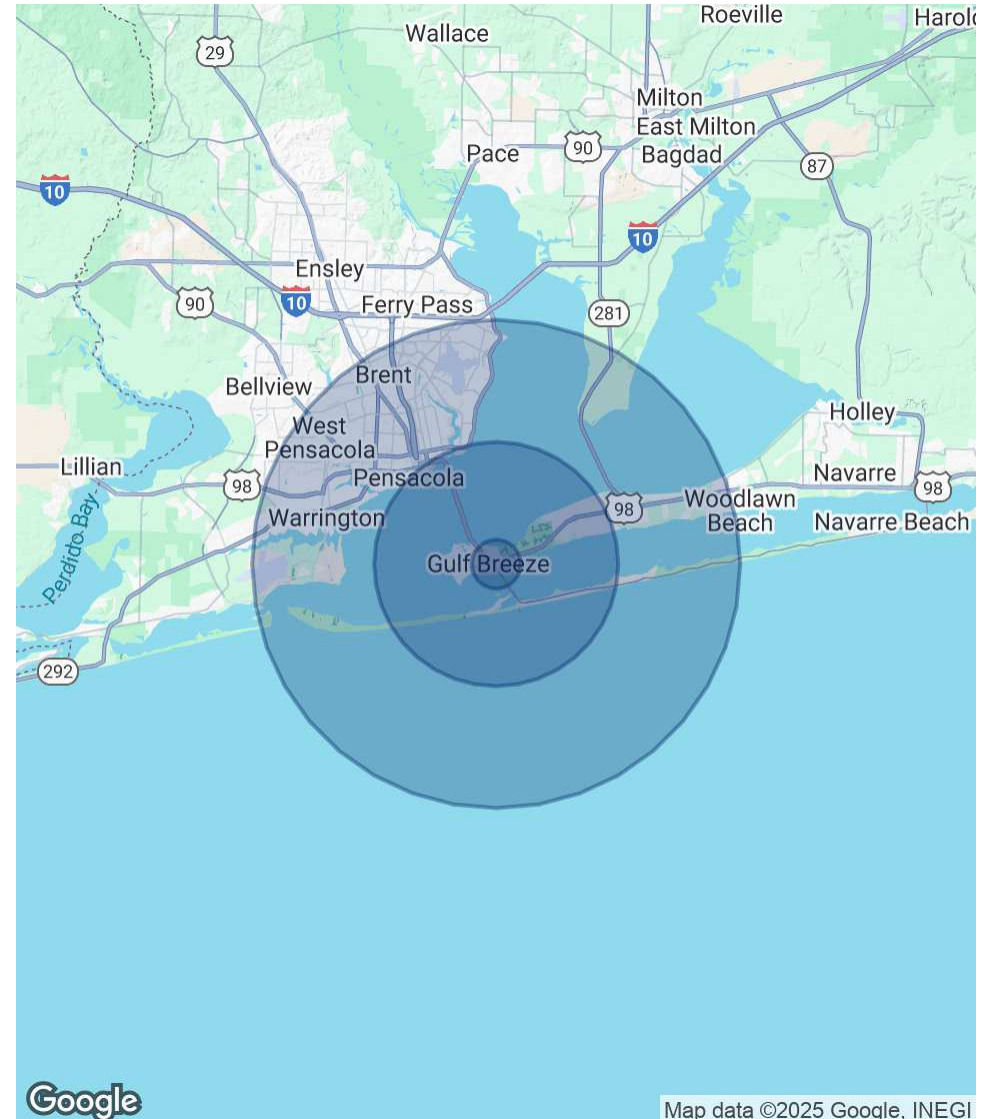 Roeville
Harol
Wallace
29
Milton
East Milton
90
Bagdad
Pace
87
10
10
Ensley
90
10
Ferry Pass
281
Brent
Bellview
West
Pensacola
Holley
Lillian
Pensacola
Navarre
98
98
98
Woodlawn
Beach
Navarre Beach
Warrington
Perdido Bay
Gulf Breeze
292
Google
Map data ©2025 Google, INEGI